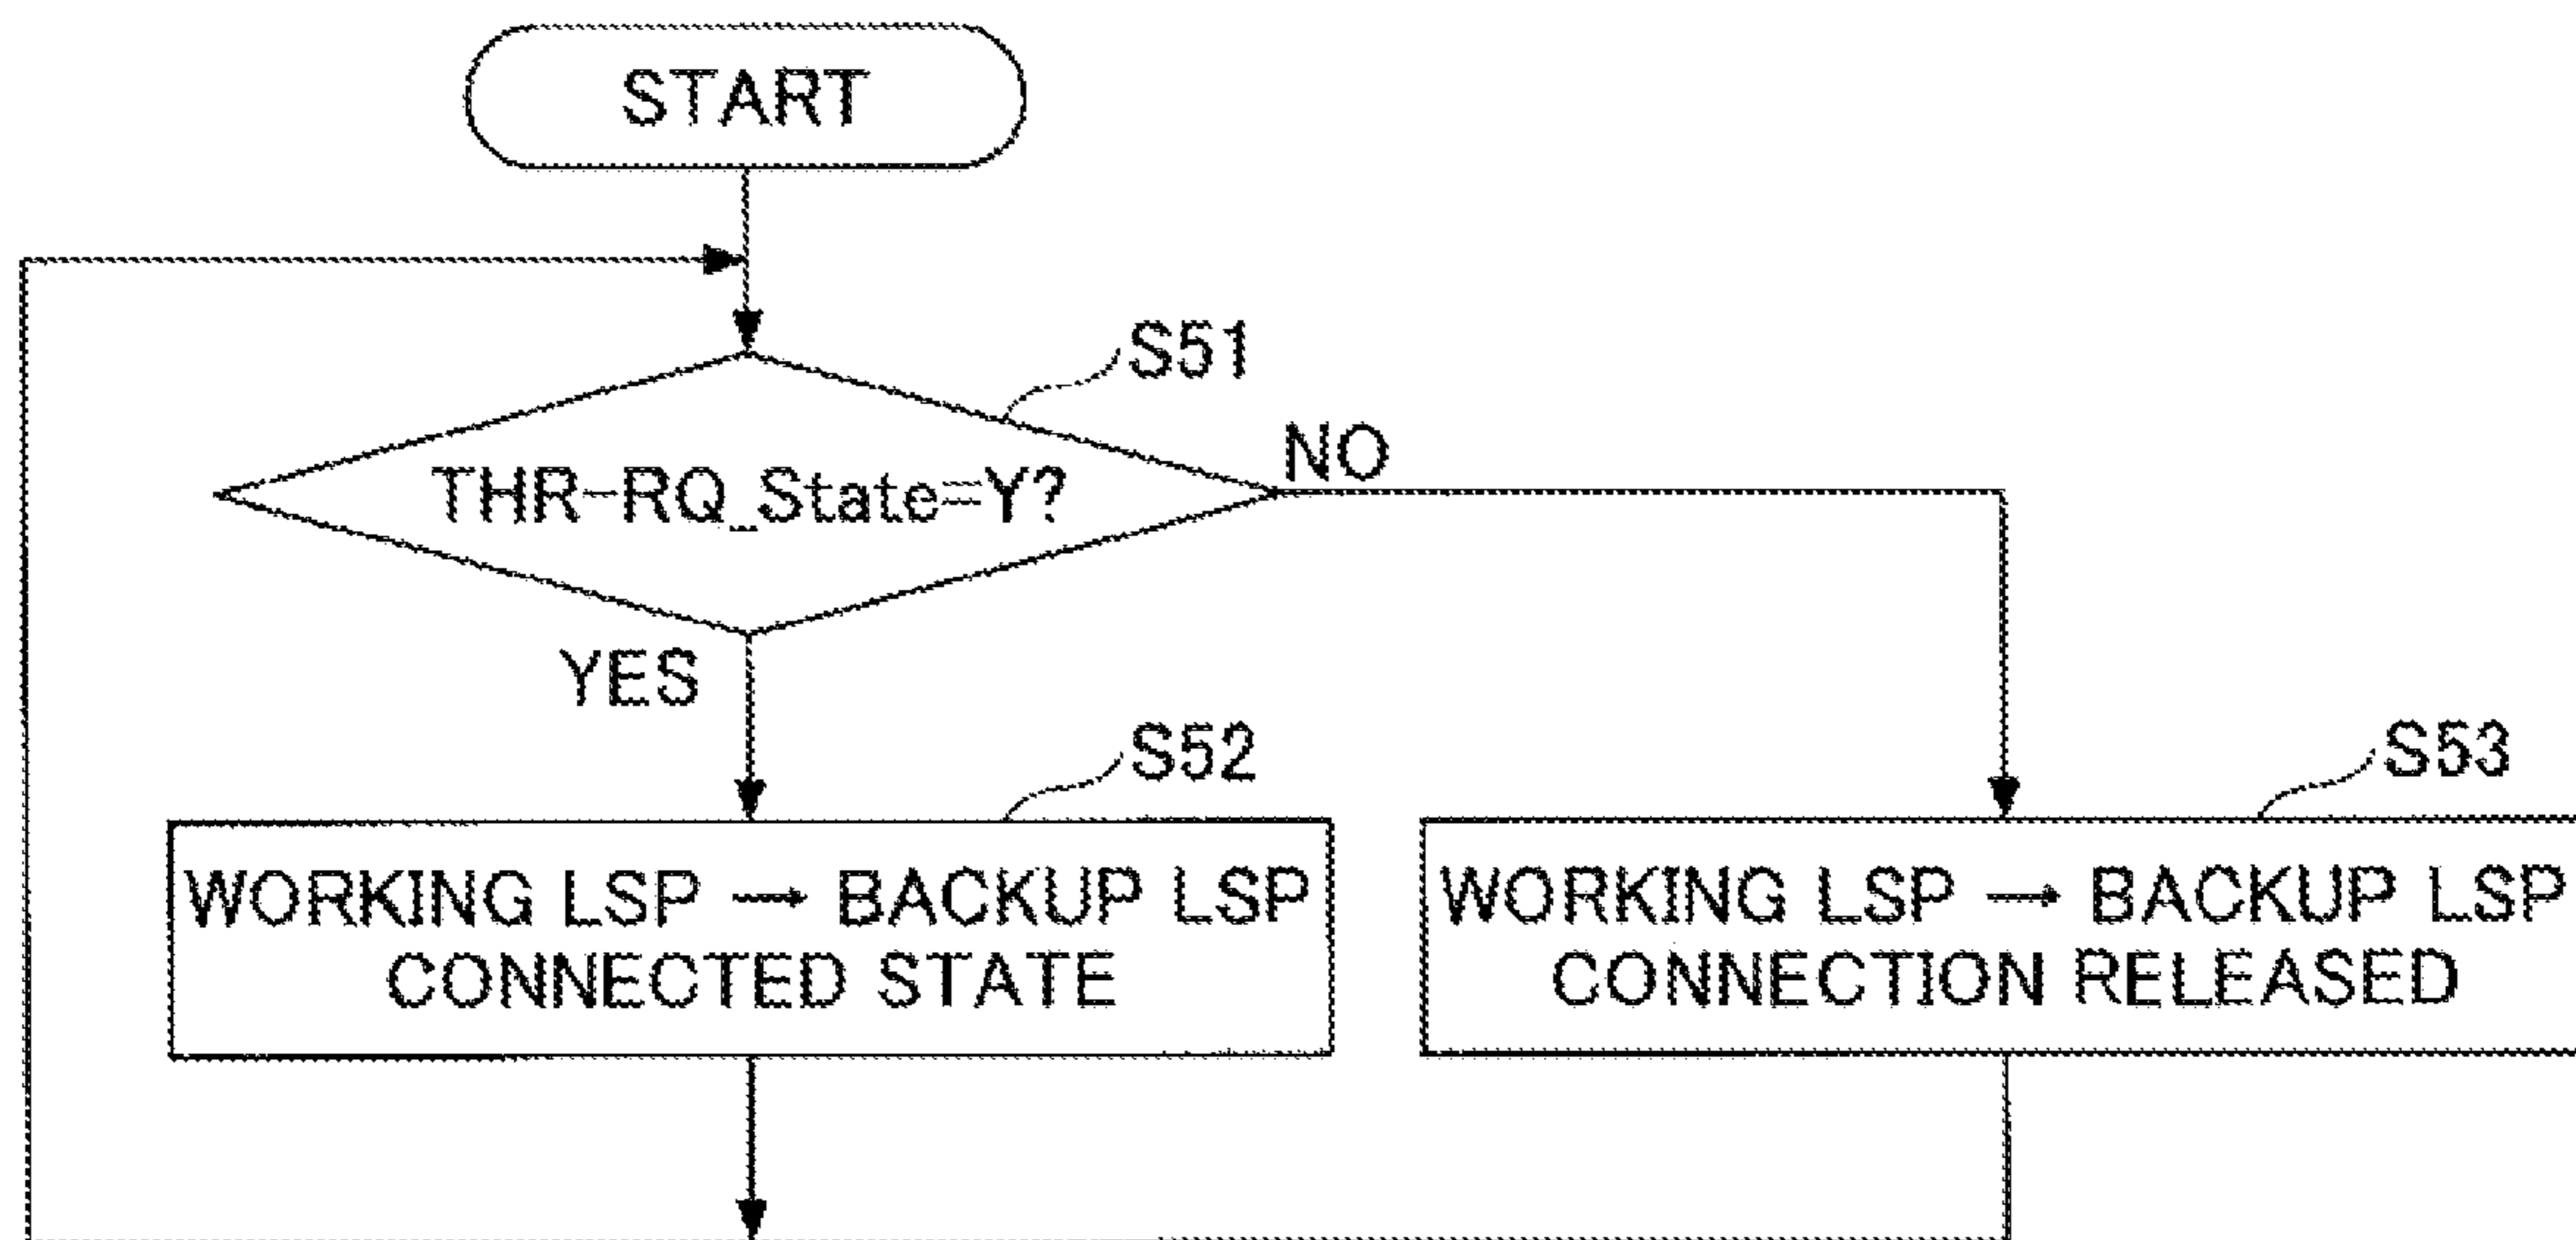 START
S51
THR-RQ_State=Y?
NO
YES
S52
S53
WORKING LSP → BACKUP LSP
CONNECTED STATE
WORKING LSP → BACKUP LSP
CONNECTION RELEASED